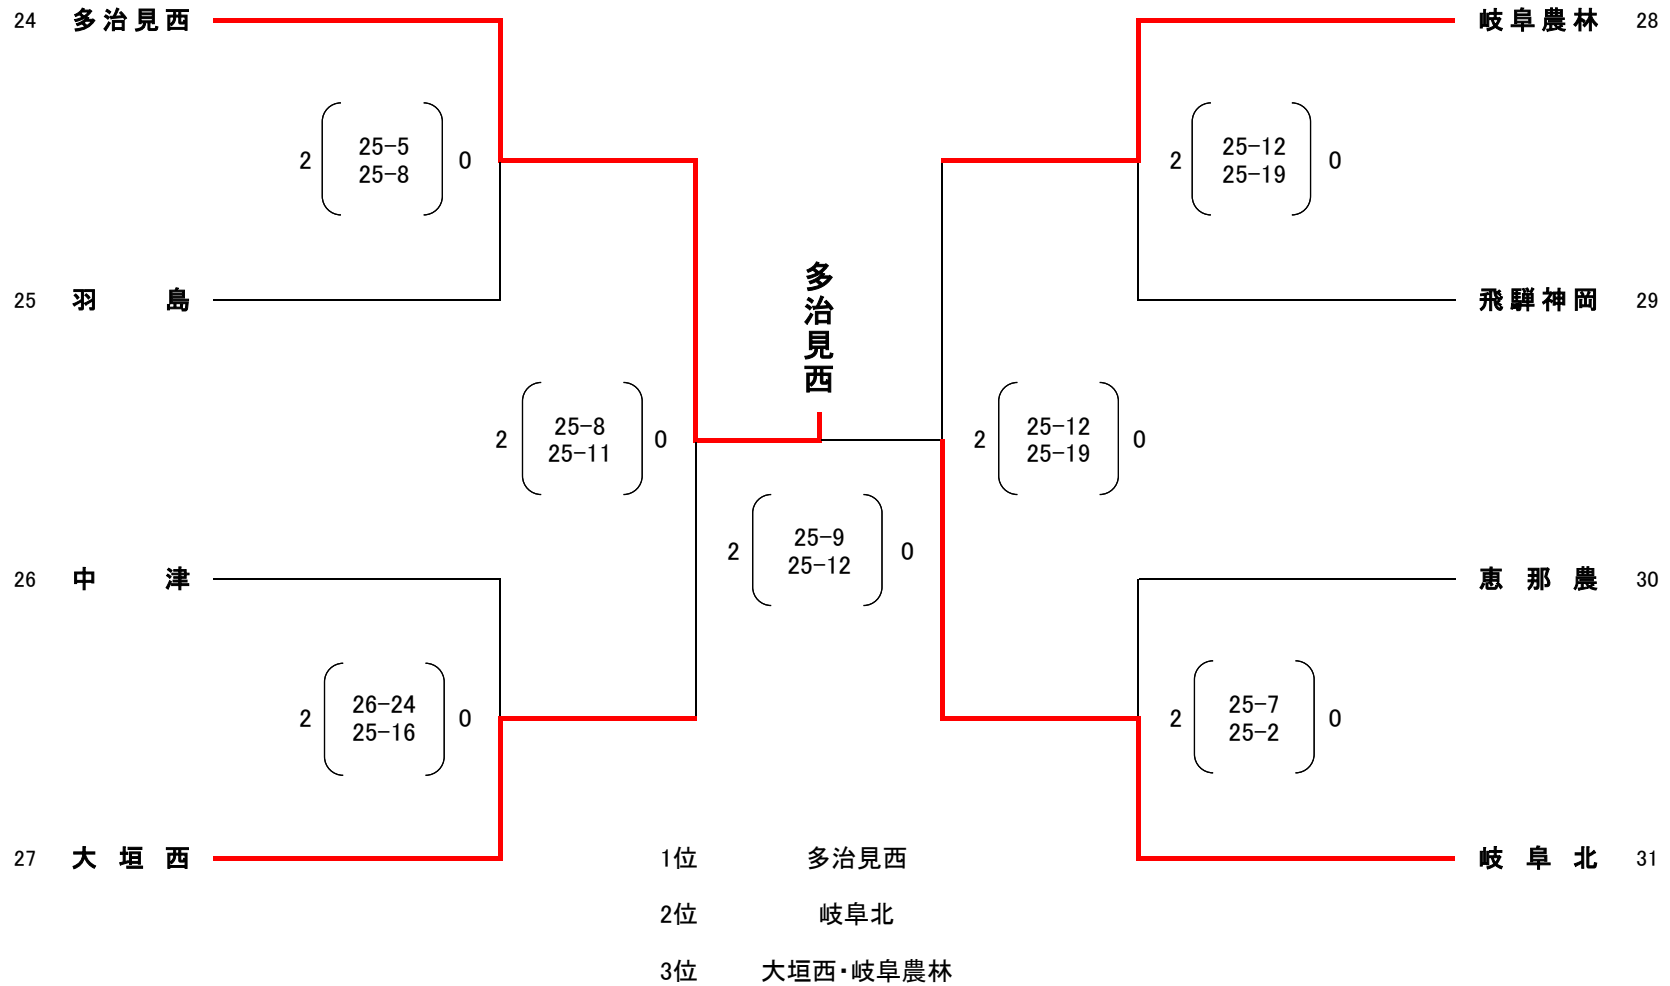 24 多治見西
岐阜農林 28
2 25-5 0
25-8
2 25-12 0
25-19
多治見西
25 羽島
飛騨神岡 29
2 25-8 0
25-11
2 25-12 0
25-19
2 25-9 0
25-12
26 中津
恵那農 30
2 26-24 0
25-16
2 25-7 0
25-2
27 大垣西
岐阜北 31
1位 多治見西
2位 岐阜北
3位 大垣西・岐阜農林